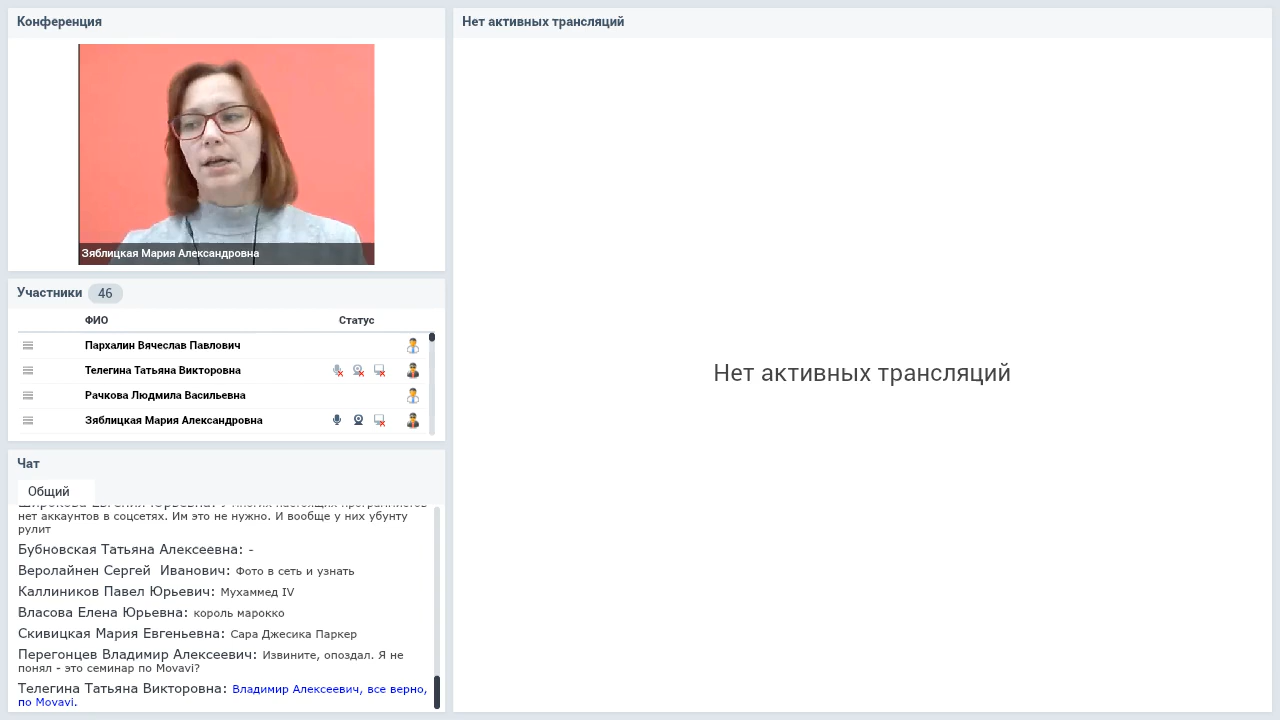 Конференция
Зяблицкая Мария Александровна
Участники 46
ФИО Статус
Пархалин Вячеслав Павлович
Телегина Татьяна Викторовна
Рачкова Людмила Васильевна
Зяблицкая Мария Александровна
Чат
Общий
нет аккаунтов в соцсетях. Им это не нужно. И вообще у них убунту
рулит
Бубновская Татьяна Алексеевна: -
Веролайнен Сергей Иванович: Фото в сеть и узнать
Каллиников Павел Юрьевич: Мухаммед IV
Власова Елена Юрьевна: король марокко
Скивицкая Мария Евгеньевна: Сара Джесика Паркер
Перегонцев Владимир Алексеевич: Извините, опоздал. Я не
понял - это семинар по Movavi?
Телегина Татьяна Викторовна: Владимир Алексеевич, все верно,
по Movavi.
Нет активных трансляций
Нет активных трансляций